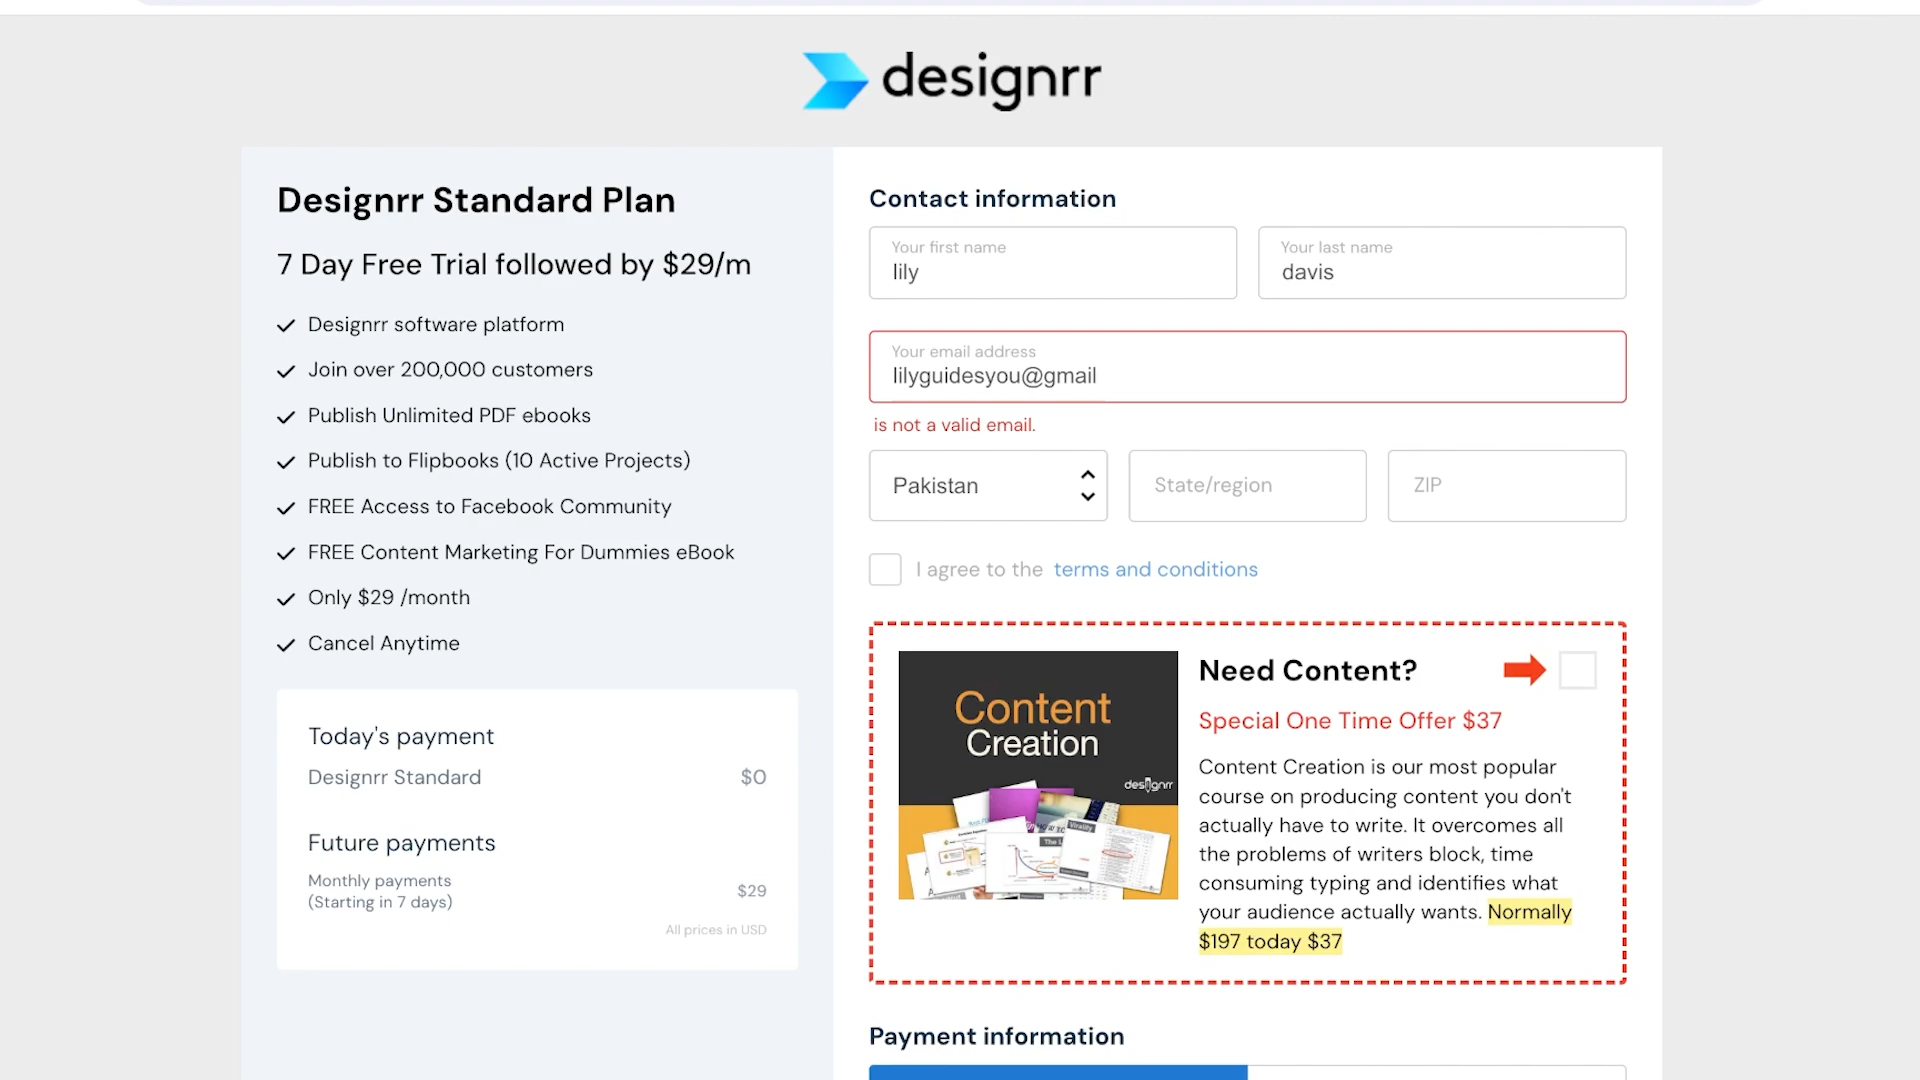 designrr
Designrr Standard Plan
7 Day Free Trial followed by $29/m
Designrr software platform
Join over 200,000 customers
Publish Unlimited PDF ebooks
Publish to Flipbooks (10 Active Projects)
FREE Access to Facebook Community
FREE Content Marketing For Dummies eBook
Only $29 /month
Cancel Anytime
Today's payment
Designrr Standard $0
Future payments
Monthly payments
(Starting in 7 days) $29
All prices in USD
Contact information
Your first name
lily
Your last name
davis
Your email address
lilyguidesyou@gmail
is not a valid email.
Pakistan
State/region
ZIP
I agree to the terms and conditions
Content
Creation
designrr
Virality
Need Content?
Special One Time Offer $37
Content Creation is our most popular
course on producing content you don't
actually have to write. It overcomes all
the problems of writers block, time
consuming typing and identifies what
your audience actually wants. Normally
$197 today $37
Payment information